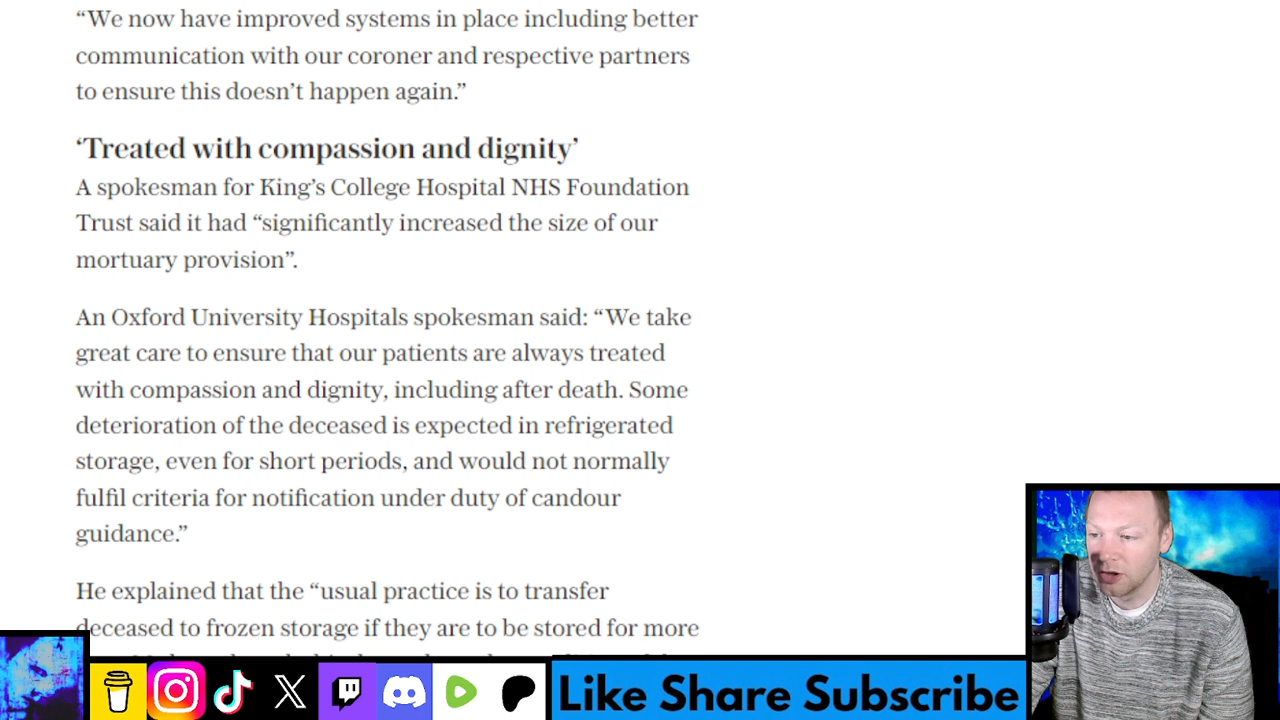 “We now have improved systems in place including better
communication with our coroner and respective partners
to ensure this doesn’t happen again.”
‘Treated with compassion and dignity’
A spokesman for King’s College Hospital NHS Foundation
Trust said it had “significantly increased the size of our
mortuary provision”.
An Oxford University Hospitals spokesman said: “We take
great care to ensure that our patients are always treated
with compassion and dignity, including after death. Some
deterioration of the deceased is expected in refrigerated
storage, even for short periods, and would not normally
fulfil criteria for notification under duty of candour
guidance.”
He explained that the “usual practice is to transfer
deceased to frozen storage if they are to be stored for more
Like Share Subscribe